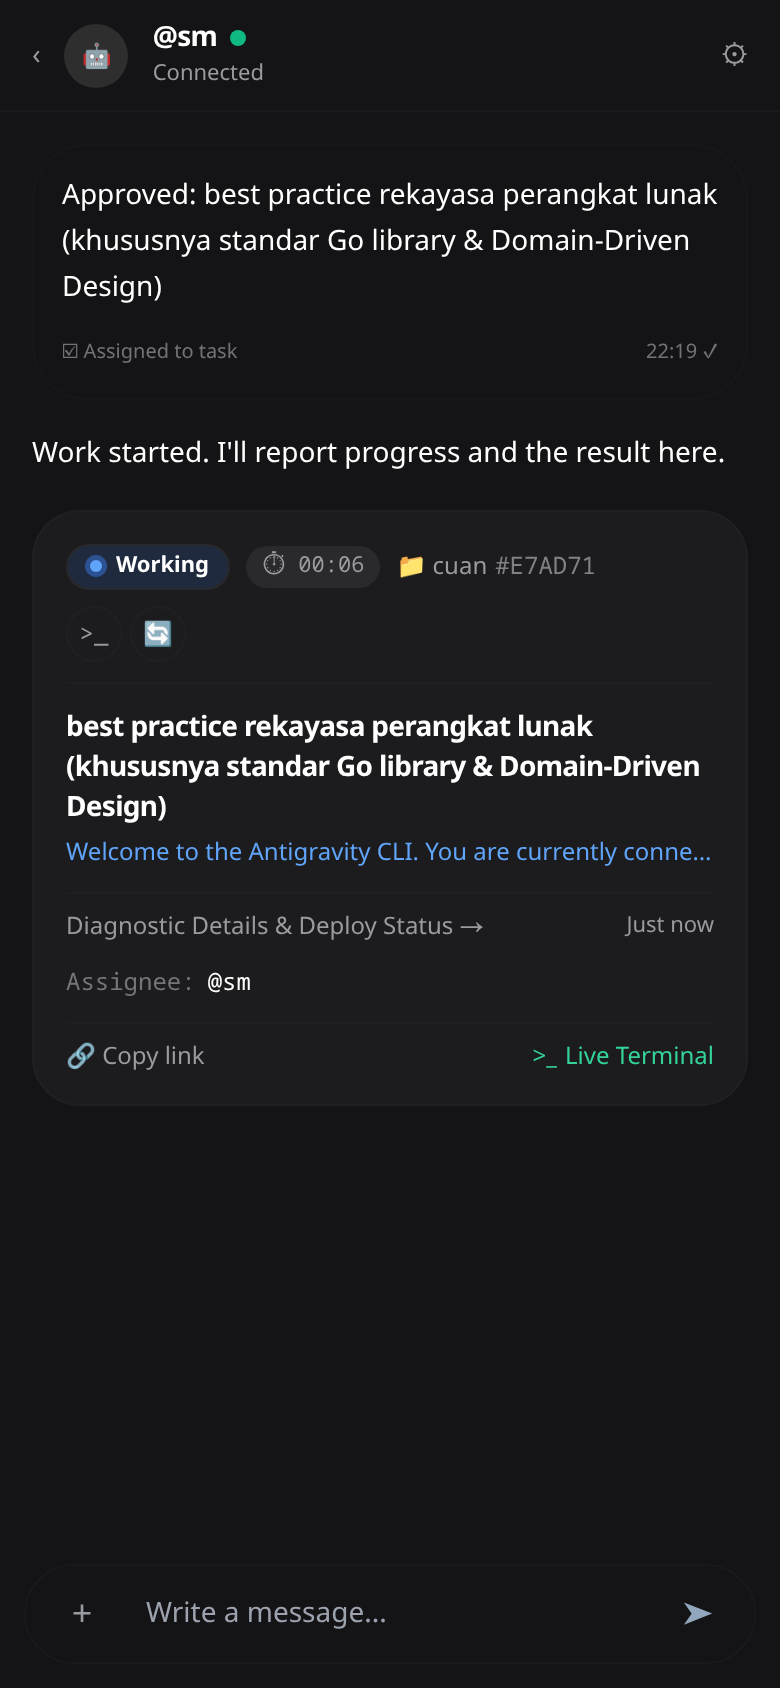 @sm
Connected
Approved: best practice rekayasa perangkat lunak
(khususnya standar Go library & Domain-Driven
Design)
☑ Assigned to task 22:19 ✓
Work started. I'll report progress and the result here.
Working ⏱ 00:06 📁 cuan #E7AD71
>_ 🔄
best practice rekayasa perangkat lunak
(khususnya standar Go library & Domain-Driven
Design)
Welcome to the Antigravity CLI. You are currently conne...
Diagnostic Details & Deploy Status → Just now
Assignee: @sm
🔗 Copy link >_ Live Terminal
+ Write a message...